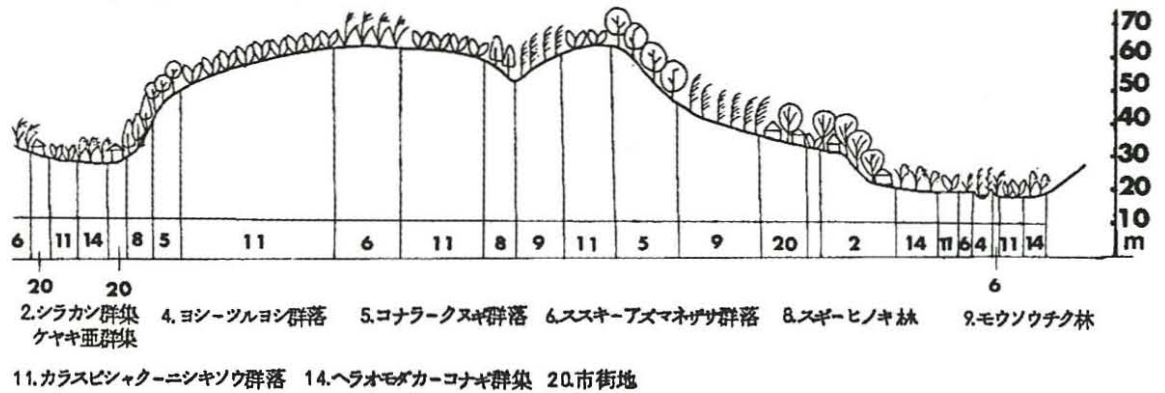 70
60
50
40
30
20
10
m
6 11 14 8 5 11 6 11 8 9 11 5 9 20 2 14 11 6 4 11 14
20 20 6
2.シラカシ群集 4.ヨシーツルヨシ群落 5.コナラークヌギ群落 6.ススキーアズマネザサ群落 8.スギーヒノキ林 9.モウソウチク林
ケヤキ亜群集
11.カラスビシャクーニシキソウ群落 14.ヘラオモダカーコナギ群集 20.市街地